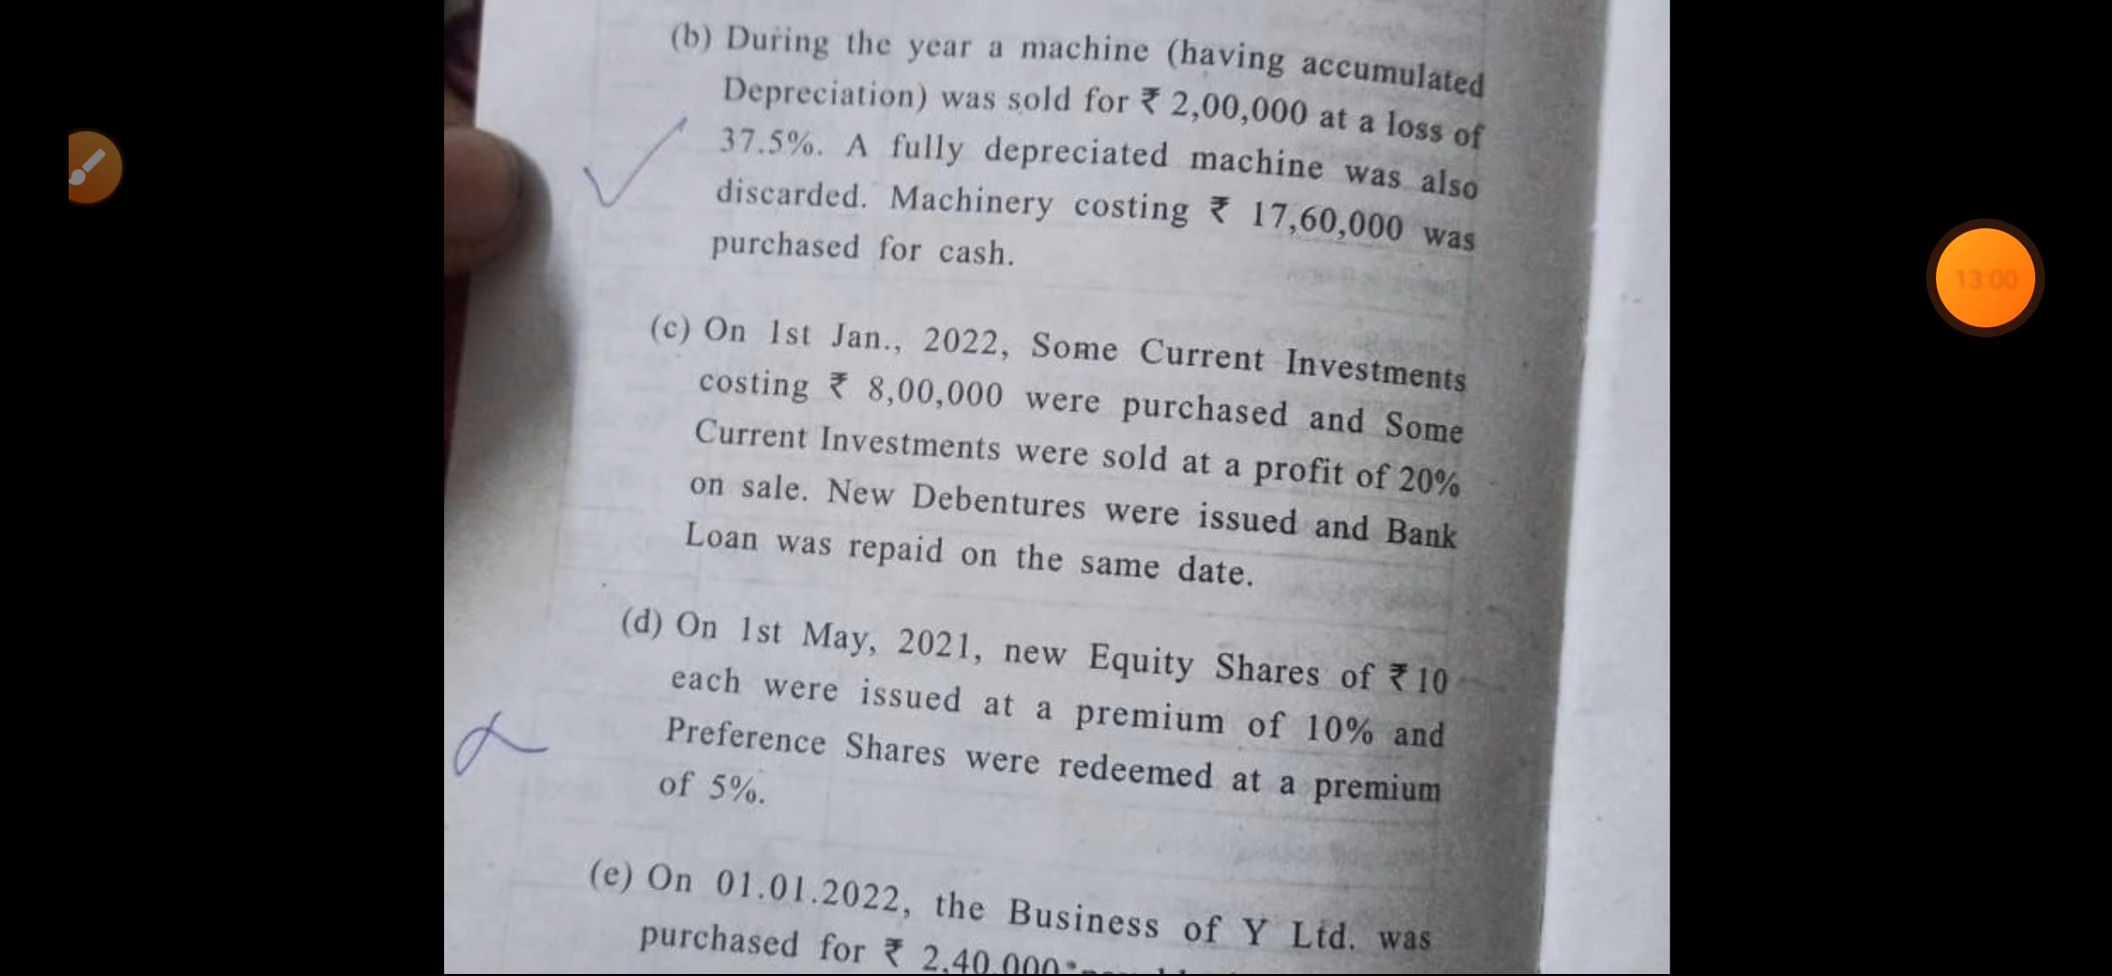 (b) During the year a machine (having accumulated
Depreciation) was sold for ₹ 2,00,000 at a loss of
37.5%. A fully depreciated machine was also
discarded. Machinery costing ₹ 17,60,000 was
purchased for cash.
(c) On 1st Jan., 2022, Some Current Investments
costing ₹ 8,00,000 were purchased and Some
Current Investments were sold at a profit of 20%
on sale. New Debentures were issued and Bank
Loan was repaid on the same date.
(d) On 1st May, 2021, new Equity Shares of ₹ 10
each were issued at a premium of 10% and
Preference Shares were redeemed at a premium
of 5%.
(e) On 01.01.2022, the Business of Y Ltd. was
purchased for ₹ 2,40,000
13:00